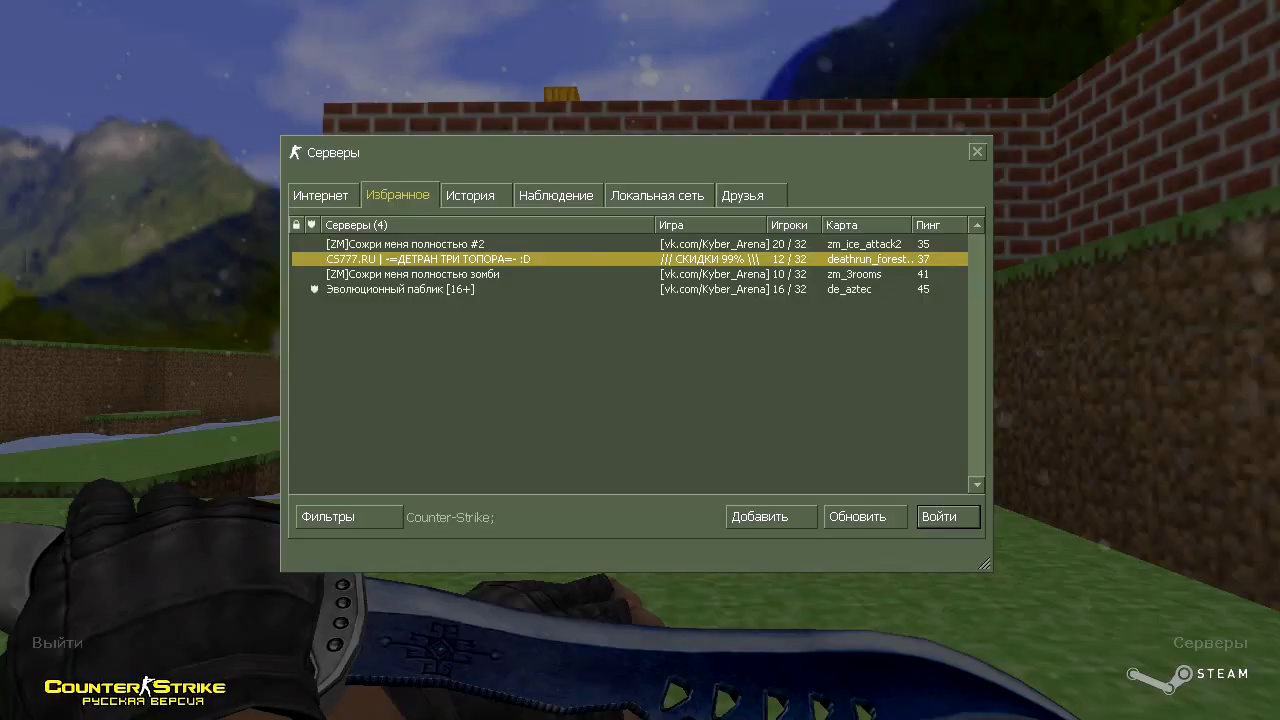 Серверы
Интернет Избранное История Наблюдение Локальная сеть Друзья
Серверы (4) Игра Игроки Карта Пинг
[ZM]Сожри меня полностью #2 [vk.com/Kyber_Arena] 20 / 32 zm_ice_attack2 35
CS777.RU | -=ДЕТРАН ТРИ ТОПОРА=- :D /// СКИДКИ 99% \\\ 12 / 32 deathrun_forest... 37
[ZM]Сожри меня полностью зомби [vk.com/Kyber_Arena] 10 / 32 zm_3rooms 41
Эволюционный паблик [16+] [vk.com/Kyber_Arena] 16 / 32 de_aztec 45
Фильтры Counter-Strike; Добавить Обновить Войти
Выйти Серверы
COUNTER STRIKE STEAM
РУССКАЯ ВЕРСИЯ